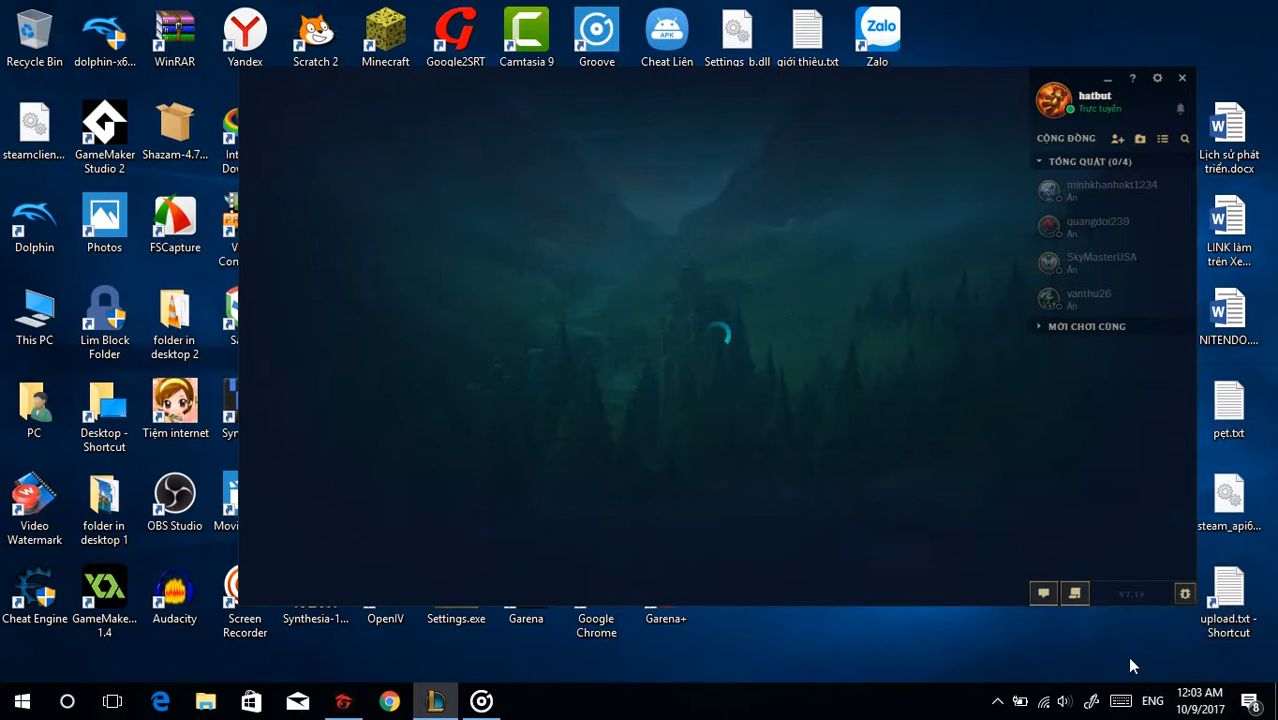 Recycle Bin
dolphin-x6...
WinRAR
Yandex
Scratch 2
Minecraft
Google2SRT
Camtasia 9
Groove
Cheat Liên
Settings_b.dll
giới thiệu.txt
Zalo
steamclien...
GameMaker
Studio 2
Shazam-4.7...
Dolphin
Photos
FSCapture
This PC
Lim Block
Folder
folder in
desktop 2
PC
Desktop -
Shortcut
Tiệm internet
Video
Watermark
folder in
desktop 1
OBS Studio
Cheat Engine
GameMake...
1.4
Audacity
Screen
Recorder
Synthesia-1...
OpenIV
Settings.exe
Garena
Google
Chrome
Garena+
hatbut
Trực tuyến
CỘNG ĐỒNG
TỔNG QUÁT (0/4)
minhkhanhnkt1234
Ẩn
quangdoi239
Ẩn
SkyMasterUSA
Ẩn
vanthu26
Ẩn
MỚI CHƠI CÙNG
V7.19
Lịch sử phát
triển.docx
LINK làm
trên Xe...
NITENDO....
pet.txt
steam_api6...
upload.txt -
Shortcut
ENG
12:03 AM
10/9/2017
8